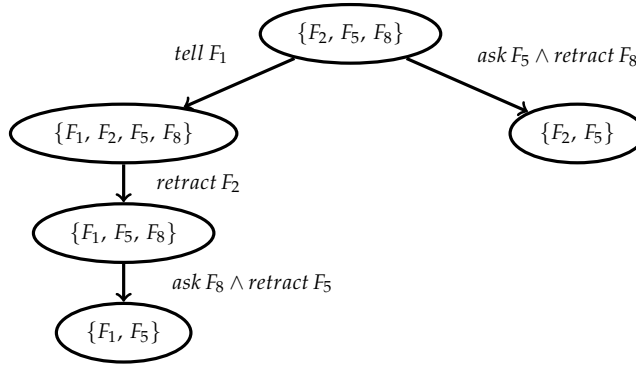 {F₂, F₅, F₈}
tell F₁
ask F₅ ∧ retract F₈
{F₁, F₂, F₅, F₈}
{F₂, F₅}
retract F₂
{F₁, F₅, F₈}
ask F₈ ∧ retract F₅
{F₁, F₅}